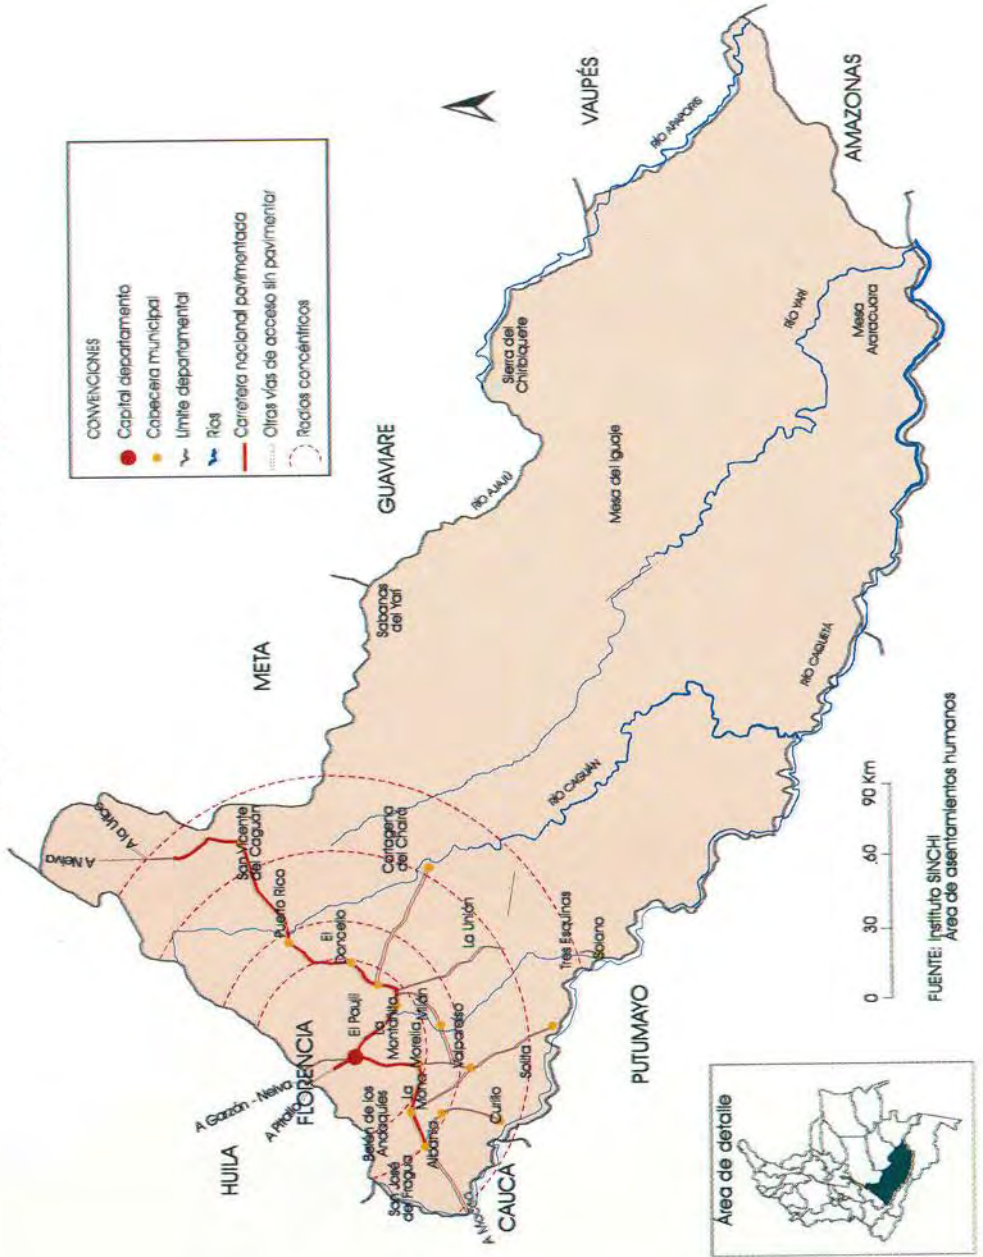 CONVENCIONES
Capital departamento
Cabecera municipal
Límite departamental
Ríos
Carretera nacional pavimentada
Otras vías de acceso sin pavimentar
Radios concéntricos
HUILA
META
GUAVIARE
VAUPÉS
AMAZONAS
PUTUMAYO
CAUCA
A Neiva
A la Uribe
San Vicente
del Caguán
Puerto Rico
El
Doncello
El Paujil
La
Montañita
A Garzón - Neiva
FLORENCIA
Morelia
Milán
Belén de los
Andaquíes
La
Mono
Valparaíso
San José
del Fragua
Albania
Curillo
Solita
Cartagena
del Chairá
La Unión
Tres Esquinas
Solano
Sabanas
del Yarí
RÍO AJAJÚ
Sierra del
Chiribiquete
RÍO APAPORIS
Mesa del Iguaje
RÍO YARÍ
Mesa
Araracuara
RÍO CAGUÁN
RÍO CAQUETÁ
0 30 60 90 Km
FUENTE: Instituto SINCHI
Área de asentamientos humanos
Área de detalle